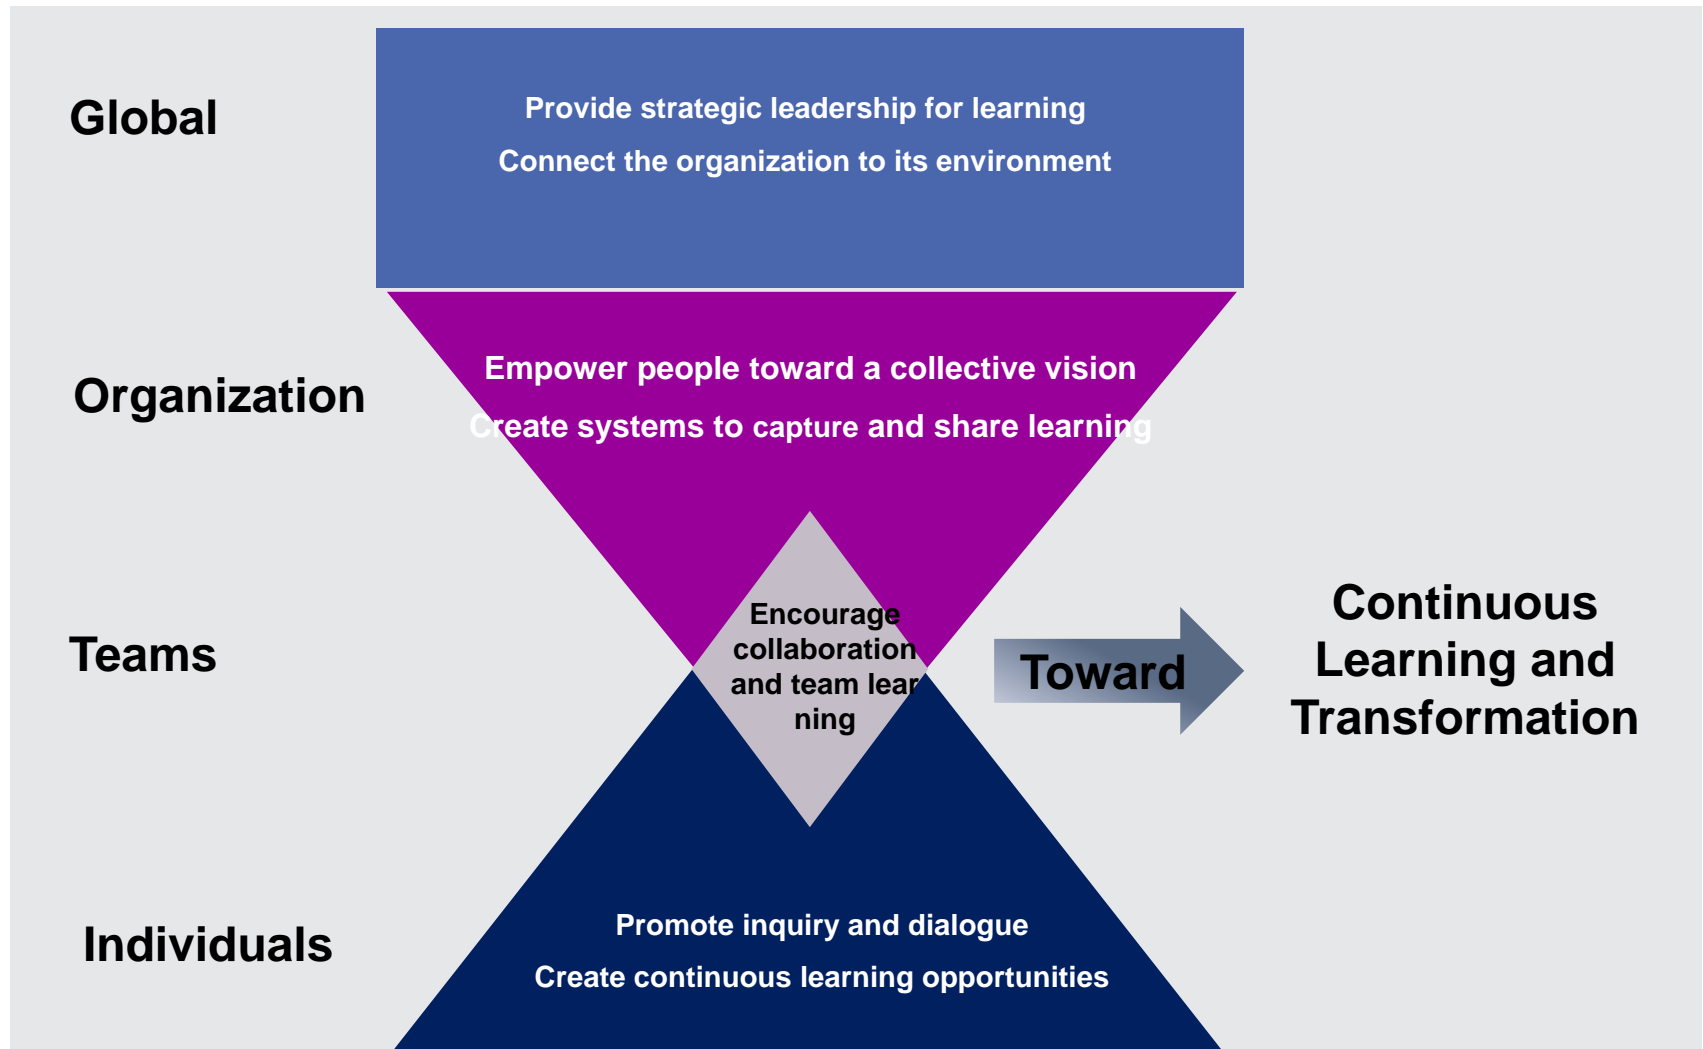 Global
Provide strategic leadership for learning
Connect the organization to its environment
Organization
Empower people toward a collective vision
Create systems to capture and share learning
Teams
Encourage
collaboration
and team lear
ning
Toward
Continuous
Learning and
Transformation
Individuals
Promote inquiry and dialogue
Create continuous learning opportunities